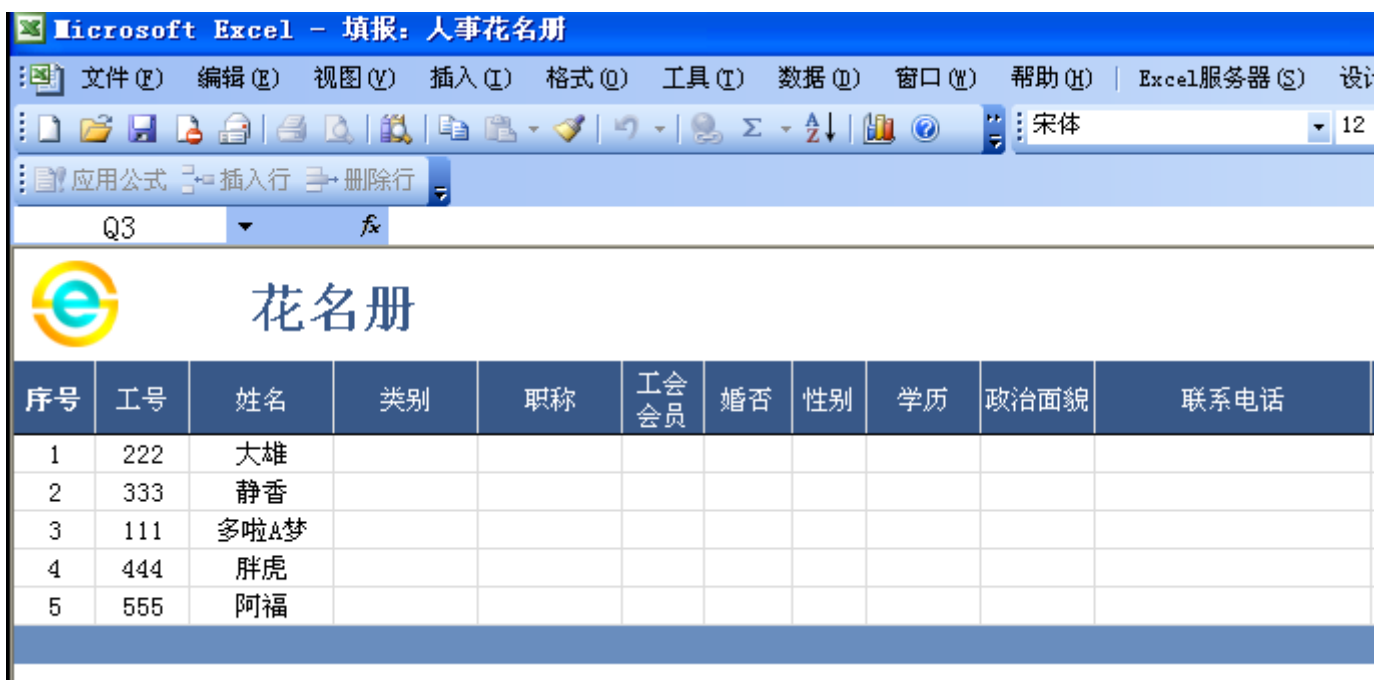 Microsoft Excel - 填报：人事花名册
文件(F) 编辑(E) 视图(V) 插入(I) 格式(O) 工具(T) 数据(D) 窗口(W) 帮助(H) Excel服务器(S) 设计
宋体 12
应用公式 插入行 删除行
Q3 fx
花名册
序号 工号 姓名 类别 职称 工会会员 婚否 性别 学历 政治面貌 联系电话
1 222 大雄
2 333 静香
3 111 多啦A梦
4 444 胖虎
5 555 阿福